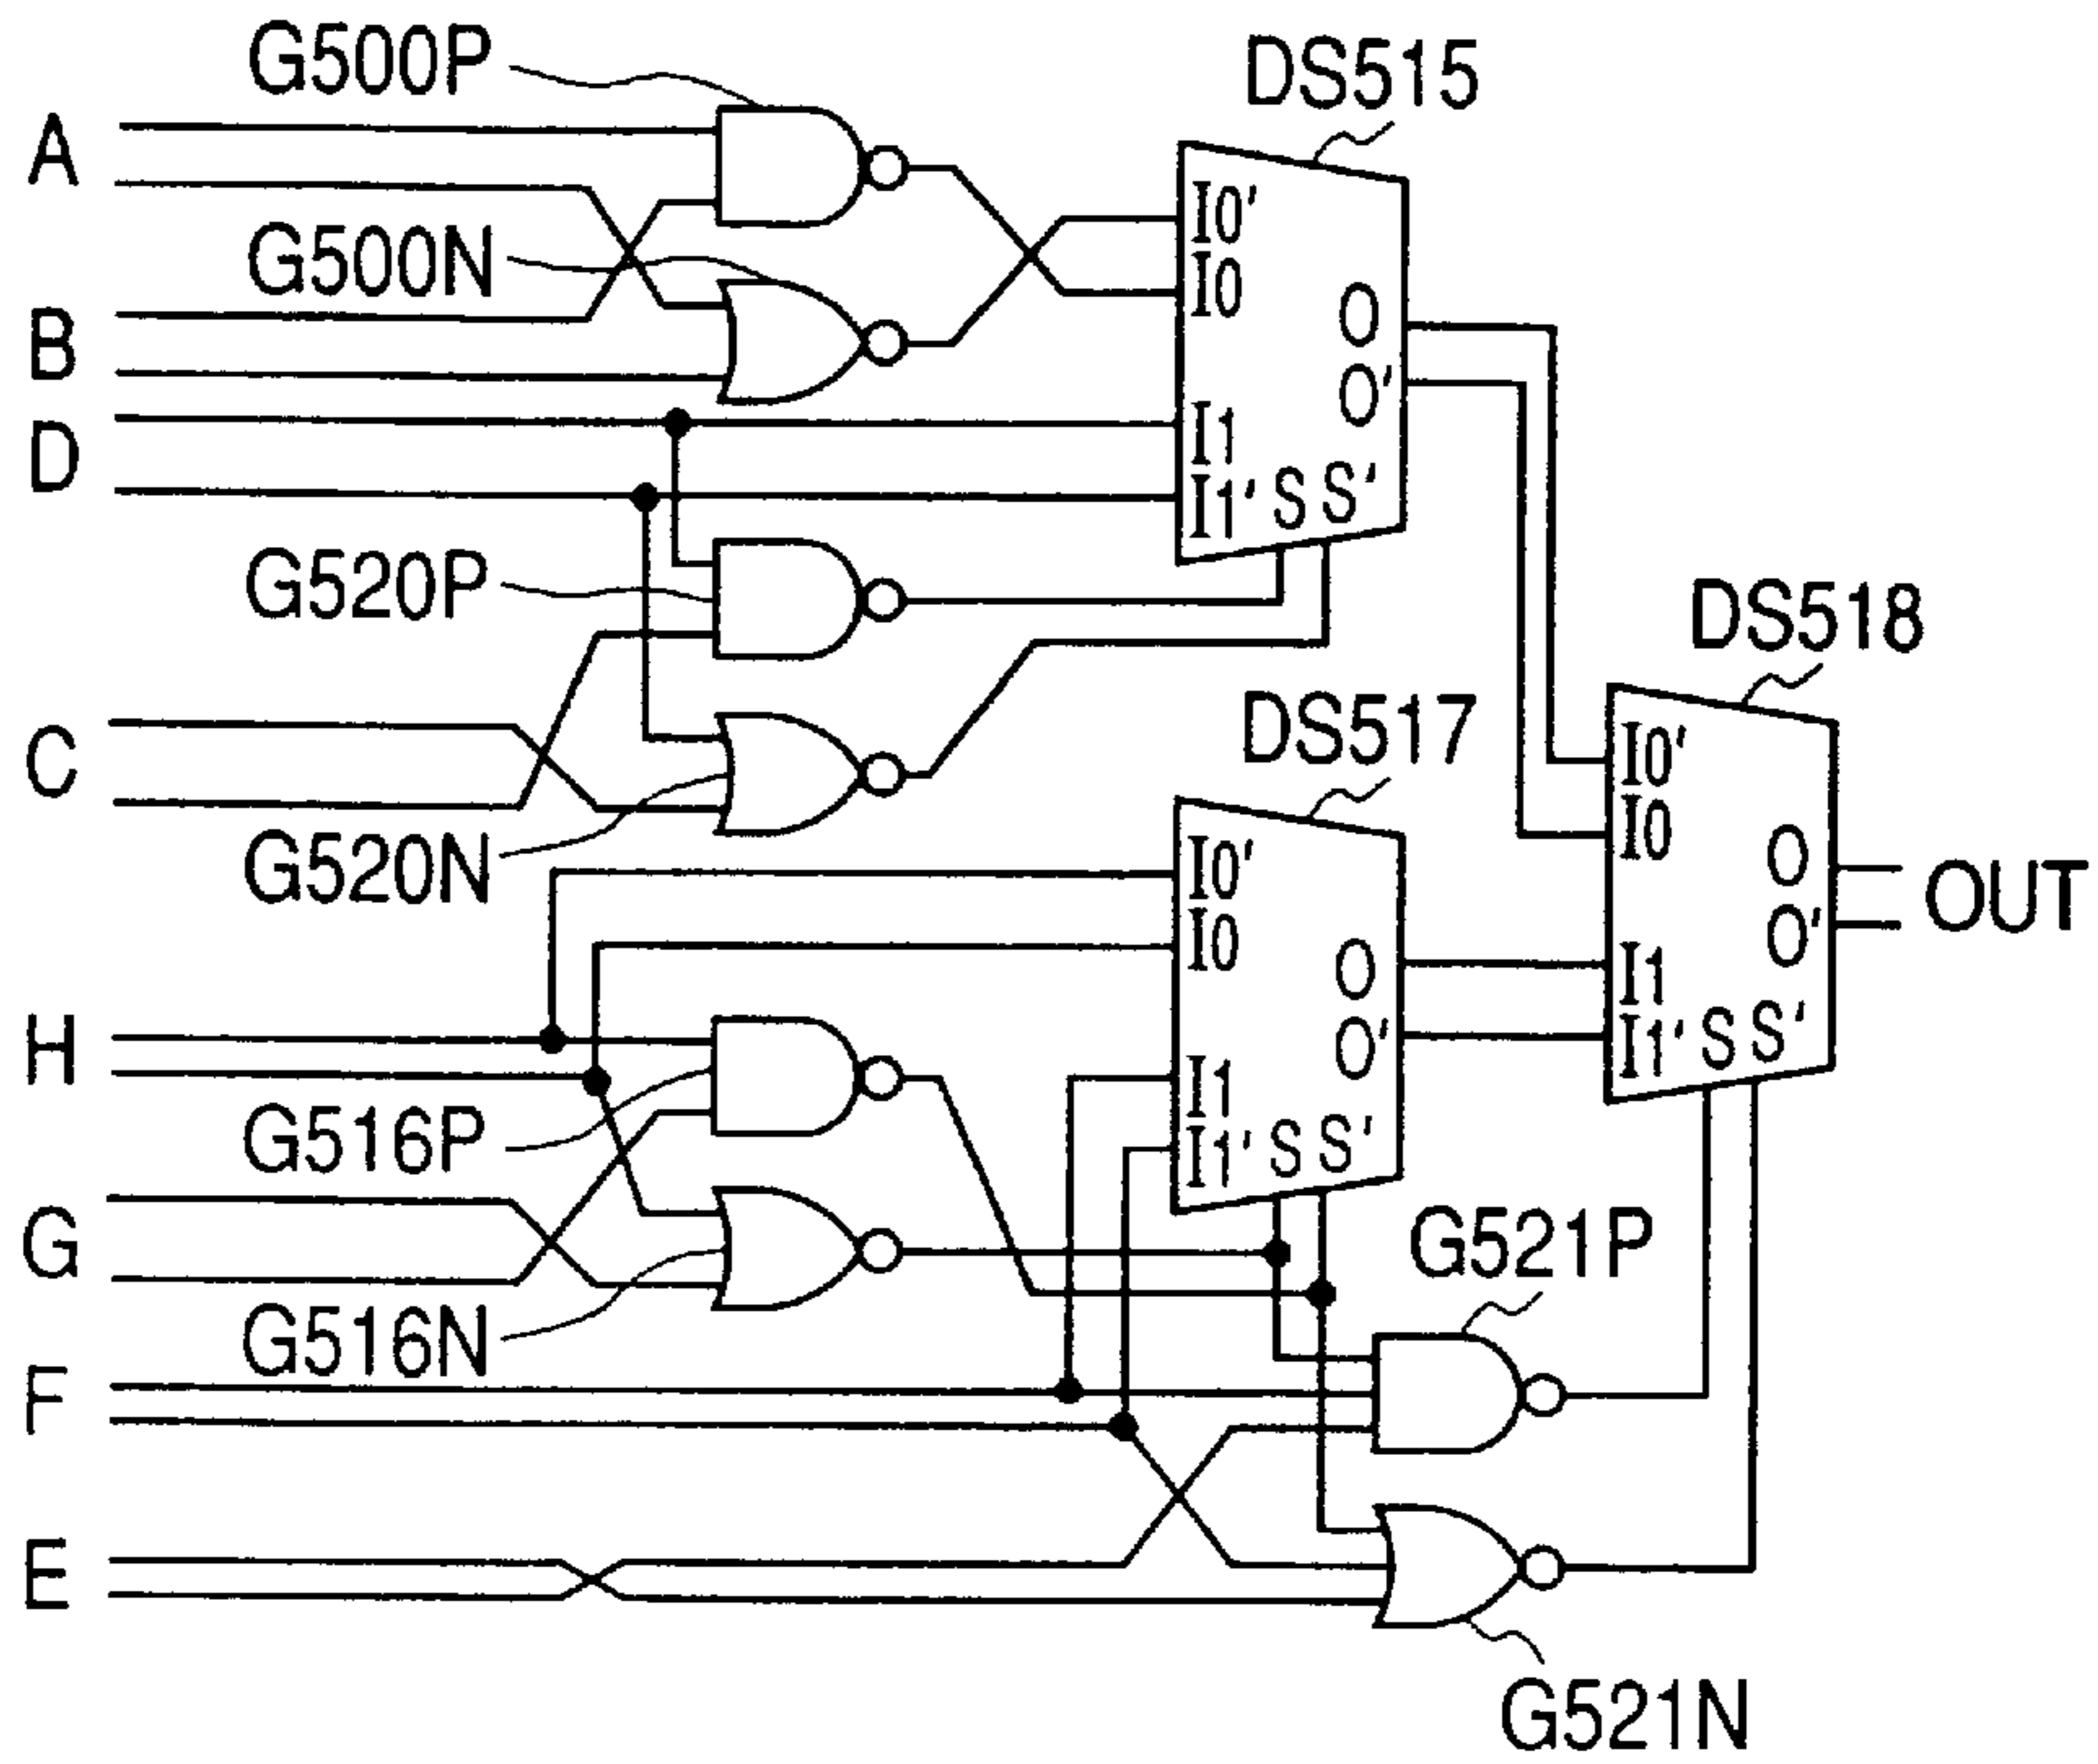 G500P
DS515
A
I0'
G500N
I0
B
O
O'
D
I1
I1' S S'
G520P
DS518
DS517
C
I0'
I0
G520N
I0'
O
OUT
I0
O'
O
I1
H
O'
I1' S S'
I1
G516P
I1' S S'
G
G521P
G516N
F
E
G521N